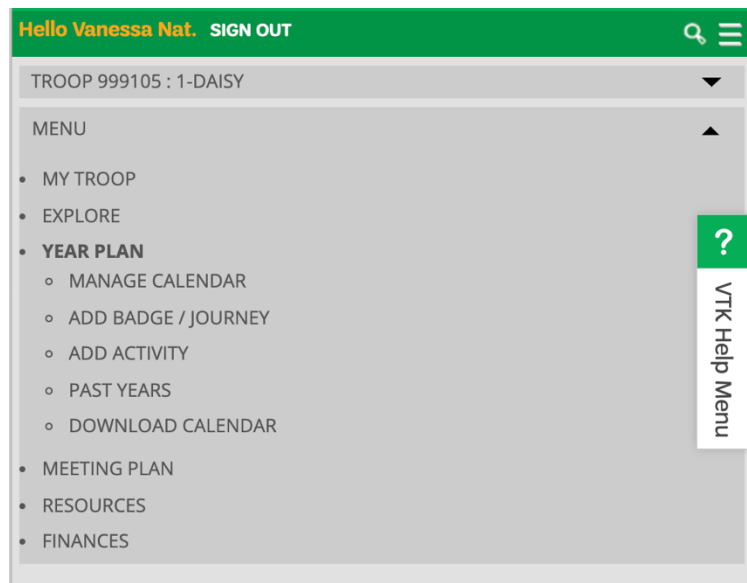 Hello Vanessa Nat. SIGN OUT
TROOP 999105 : 1-DAISY
MENU
MY TROOP
EXPLORE
YEAR PLAN
MANAGE CALENDAR
ADD BADGE / JOURNEY
ADD ACTIVITY
PAST YEARS
DOWNLOAD CALENDAR
MEETING PLAN
RESOURCES
FINANCES
?
VTK Help Menu